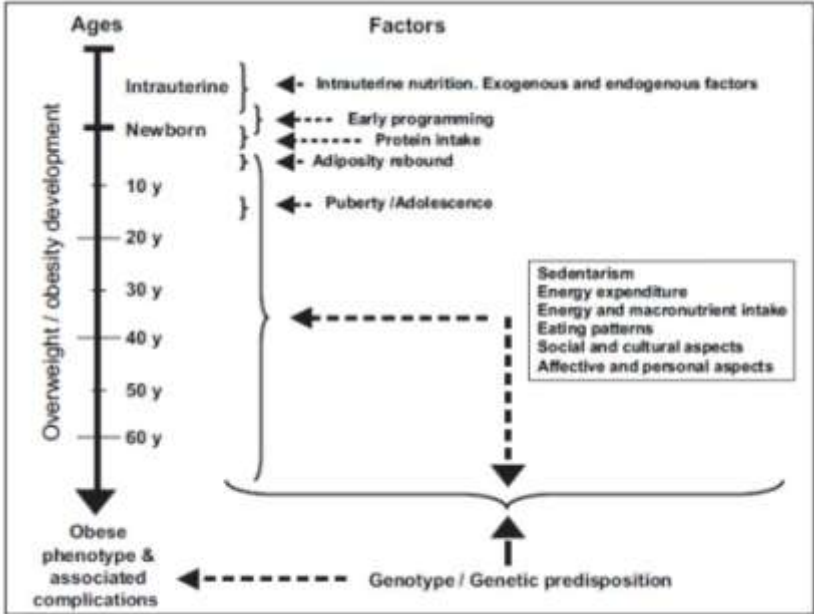 Ages
Factors
Intrauterine
Intrauterine nutrition. Exogenous and endogenous factors
Early programming
Newborn
Protein intake
Adiposity rebound
10 y
Puberty /Adolescence
20 y
30 y
40 y
50 y
60 y
Overweight / obesity development
Sedentarism
Energy expenditure
Energy and macronutrient intake
Eating patterns
Social and cultural aspects
Affective and personal aspects
Obese
phenotype &
associated
complications
Genotype / Genetic predisposition